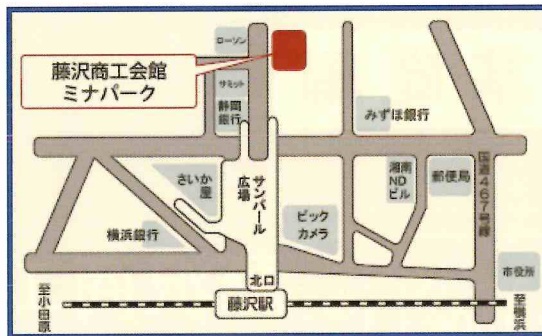 ローソン
藤沢商工会館
ミナパーク
サミット
静岡
銀行
みずほ銀行
さいか
屋
サンパール
広場
湘南
ND
ビル
郵便局
国道467号線
横浜銀行
ビック
カメラ
市役所
北口
至小田原
藤沢駅
至横浜